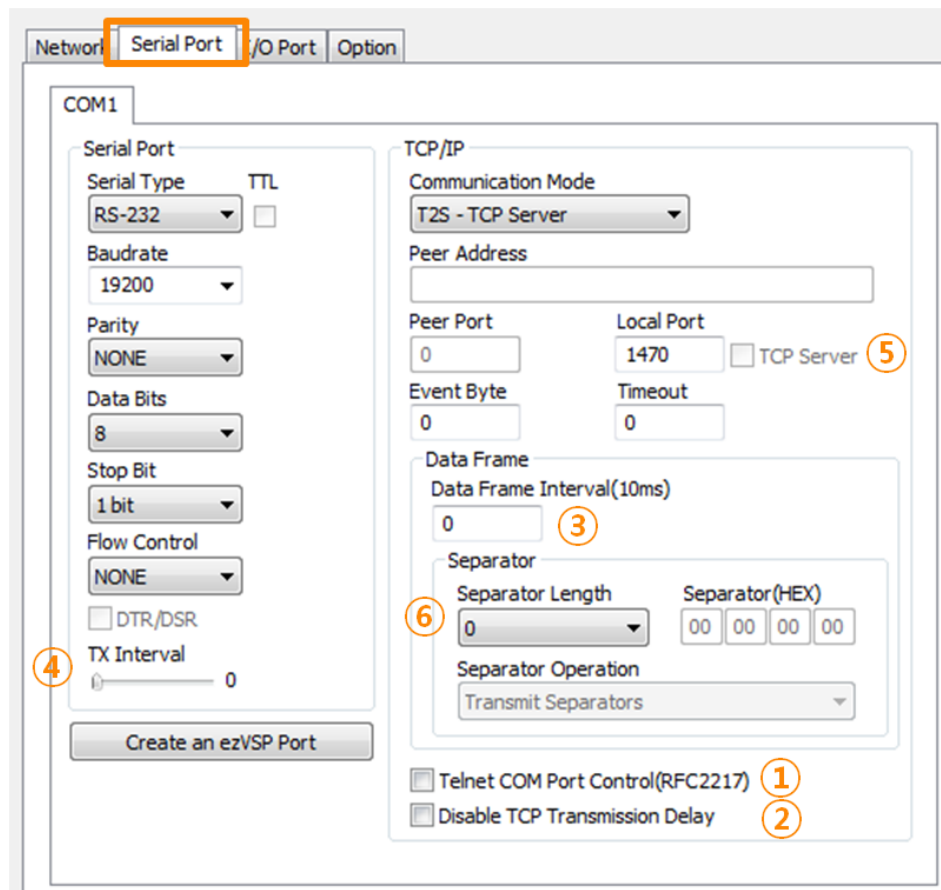 Network Serial Port I/O Port Option
COM1
Serial Port
Serial Type TTL
RS-232
Baudrate
19200
Parity
NONE
Data Bits
8
Stop Bit
1 bit
Flow Control
NONE
DTR/DSR
④ TX Interval
0
Create an ezVSP Port
TCP/IP
Communication Mode
T2S - TCP Server
Peer Address
Peer Port Local Port
0 1470 TCP Server ⑤
Event Byte Timeout
0 0
Data Frame
Data Frame Interval(10ms)
0 ③
Separator
⑥ Separator Length Separator(HEX)
0 00 00 00 00
Separator Operation
Transmit Separators
Telnet COM Port Control(RFC2217) ①
Disable TCP Transmission Delay ②